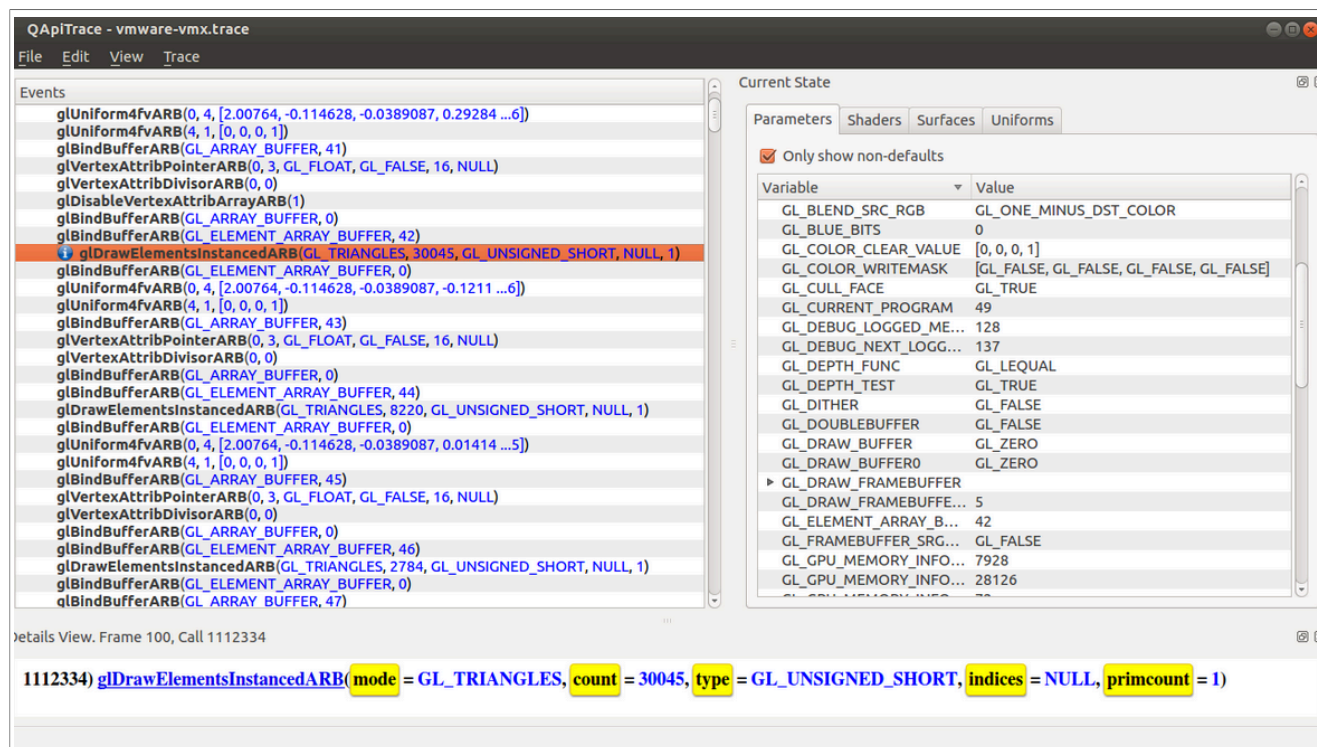 QApiTrace - vmware-vmx.trace
File Edit View Trace
Events
glUniform4fvARB(0, 4, [2.00764, -0.114628, -0.0389087, 0.29284 ...6])
glUniform4fvARB(4, 1, [0, 0, 0, 1])
glBindBufferARB(GL_ARRAY_BUFFER, 41)
glVertexAttribPointerARB(0, 3, GL_FLOAT, GL_FALSE, 16, NULL)
glVertexAttribDivisorARB(0, 0)
glDisableVertexAttribArrayARB(1)
glBindBufferARB(GL_ARRAY_BUFFER, 0)
glBindBufferARB(GL_ELEMENT_ARRAY_BUFFER, 42)
glDrawElementsInstancedARB(GL_TRIANGLES, 30045, GL_UNSIGNED_SHORT, NULL, 1)
glBindBufferARB(GL_ELEMENT_ARRAY_BUFFER, 0)
glUniform4fvARB(0, 4, [2.00764, -0.114628, -0.0389087, -0.1211 ...6])
glUniform4fvARB(4, 1, [0, 0, 0, 1])
glBindBufferARB(GL_ARRAY_BUFFER, 43)
glVertexAttribPointerARB(0, 3, GL_FLOAT, GL_FALSE, 16, NULL)
glVertexAttribDivisorARB(0, 0)
glBindBufferARB(GL_ARRAY_BUFFER, 0)
glBindBufferARB(GL_ELEMENT_ARRAY_BUFFER, 44)
glDrawElementsInstancedARB(GL_TRIANGLES, 8220, GL_UNSIGNED_SHORT, NULL, 1)
glBindBufferARB(GL_ELEMENT_ARRAY_BUFFER, 0)
glUniform4fvARB(0, 4, [2.00764, -0.114628, -0.0389087, 0.01414 ...5])
glUniform4fvARB(4, 1, [0, 0, 0, 1])
glBindBufferARB(GL_ARRAY_BUFFER, 45)
glVertexAttribPointerARB(0, 3, GL_FLOAT, GL_FALSE, 16, NULL)
glVertexAttribDivisorARB(0, 0)
glBindBufferARB(GL_ARRAY_BUFFER, 0)
glBindBufferARB(GL_ELEMENT_ARRAY_BUFFER, 46)
glDrawElementsInstancedARB(GL_TRIANGLES, 2784, GL_UNSIGNED_SHORT, NULL, 1)
glBindBufferARB(GL_ELEMENT_ARRAY_BUFFER, 0)
glBindBufferARB(GL_ARRAY_BUFFER, 47)
Current State
Parameters Shaders Surfaces Uniforms
Only show non-defaults
Variable Value
GL_BLEND_SRC_RGB GL_ONE_MINUS_DST_COLOR
GL_BLUE_BITS 0
GL_COLOR_CLEAR_VALUE [0, 0, 0, 1]
GL_COLOR_WRITEMASK [GL_FALSE, GL_FALSE, GL_FALSE, GL_FALSE]
GL_CULL_FACE GL_TRUE
GL_CURRENT_PROGRAM 49
GL_DEBUG_LOGGED_ME... 128
GL_DEBUG_NEXT_LOGG... 137
GL_DEPTH_FUNC GL_LEQUAL
GL_DEPTH_TEST GL_TRUE
GL_DITHER GL_FALSE
GL_DOUBLEBUFFER GL_FALSE
GL_DRAW_BUFFER GL_ZERO
GL_DRAW_BUFFER0 GL_ZERO
GL_DRAW_FRAMEBUFFER
GL_DRAW_FRAMEBUFFE... 5
GL_ELEMENT_ARRAY_B... 42
GL_FRAMEBUFFER_SRG... GL_FALSE
GL_GPU_MEMORY_INFO... 7928
GL_GPU_MEMORY_INFO... 28126
Details View. Frame 100, Call 1112334
1112334) glDrawElementsInstancedARB(mode = GL_TRIANGLES, count = 30045, type = GL_UNSIGNED_SHORT, indices = NULL, primcount = 1)